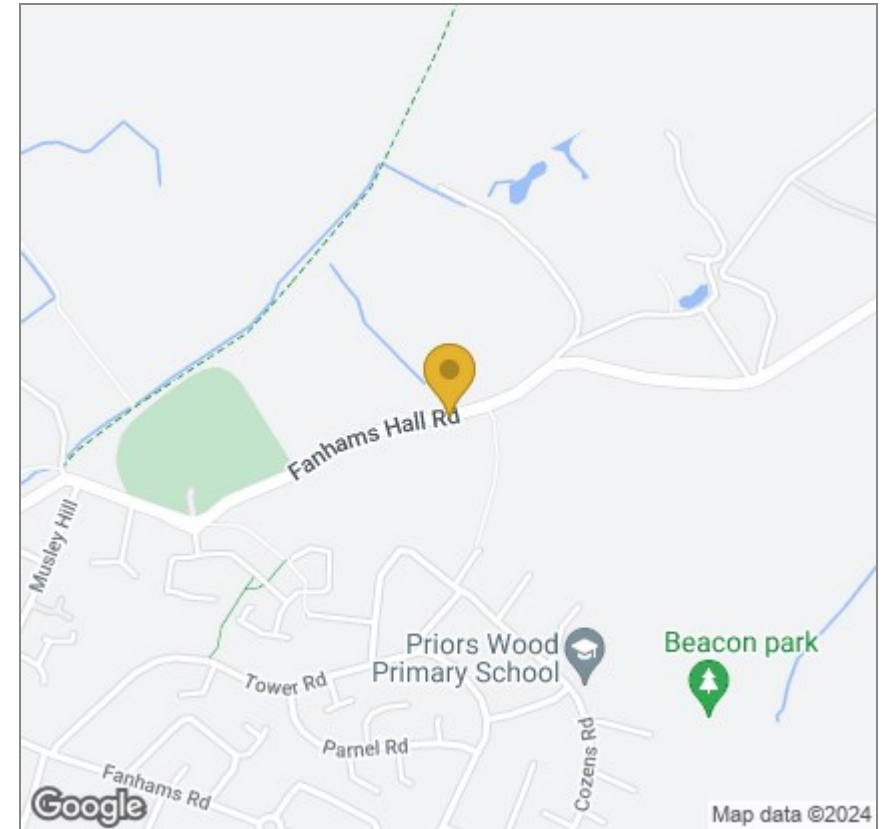 Fanhams Hall Rd
Musley Hill
Priors Wood
Primary School
Beacon park
Tower Rd
Parnel Rd
Cozens Rd
Fanhams Rd
Google
Map data ©2024